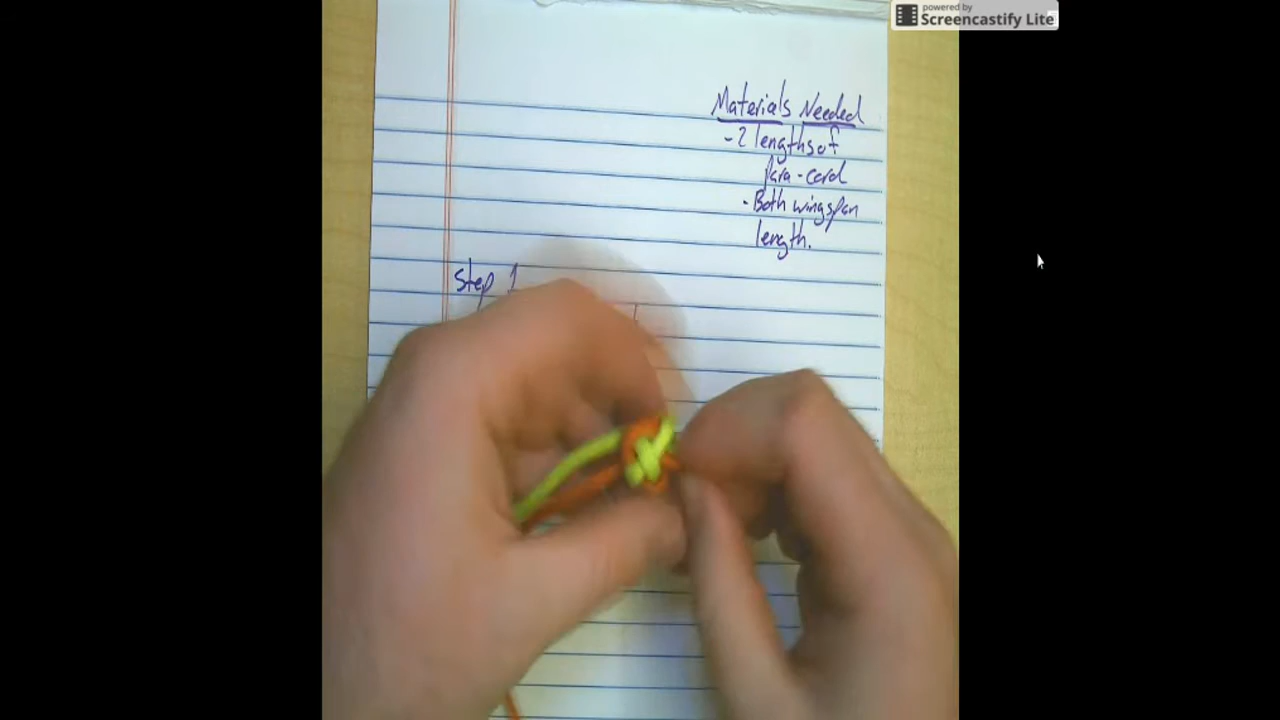 powered by
Screencastify Lite
Materials Needed
- 2 lengths of
Para-cord
- Both wingspan
length.
Step 1